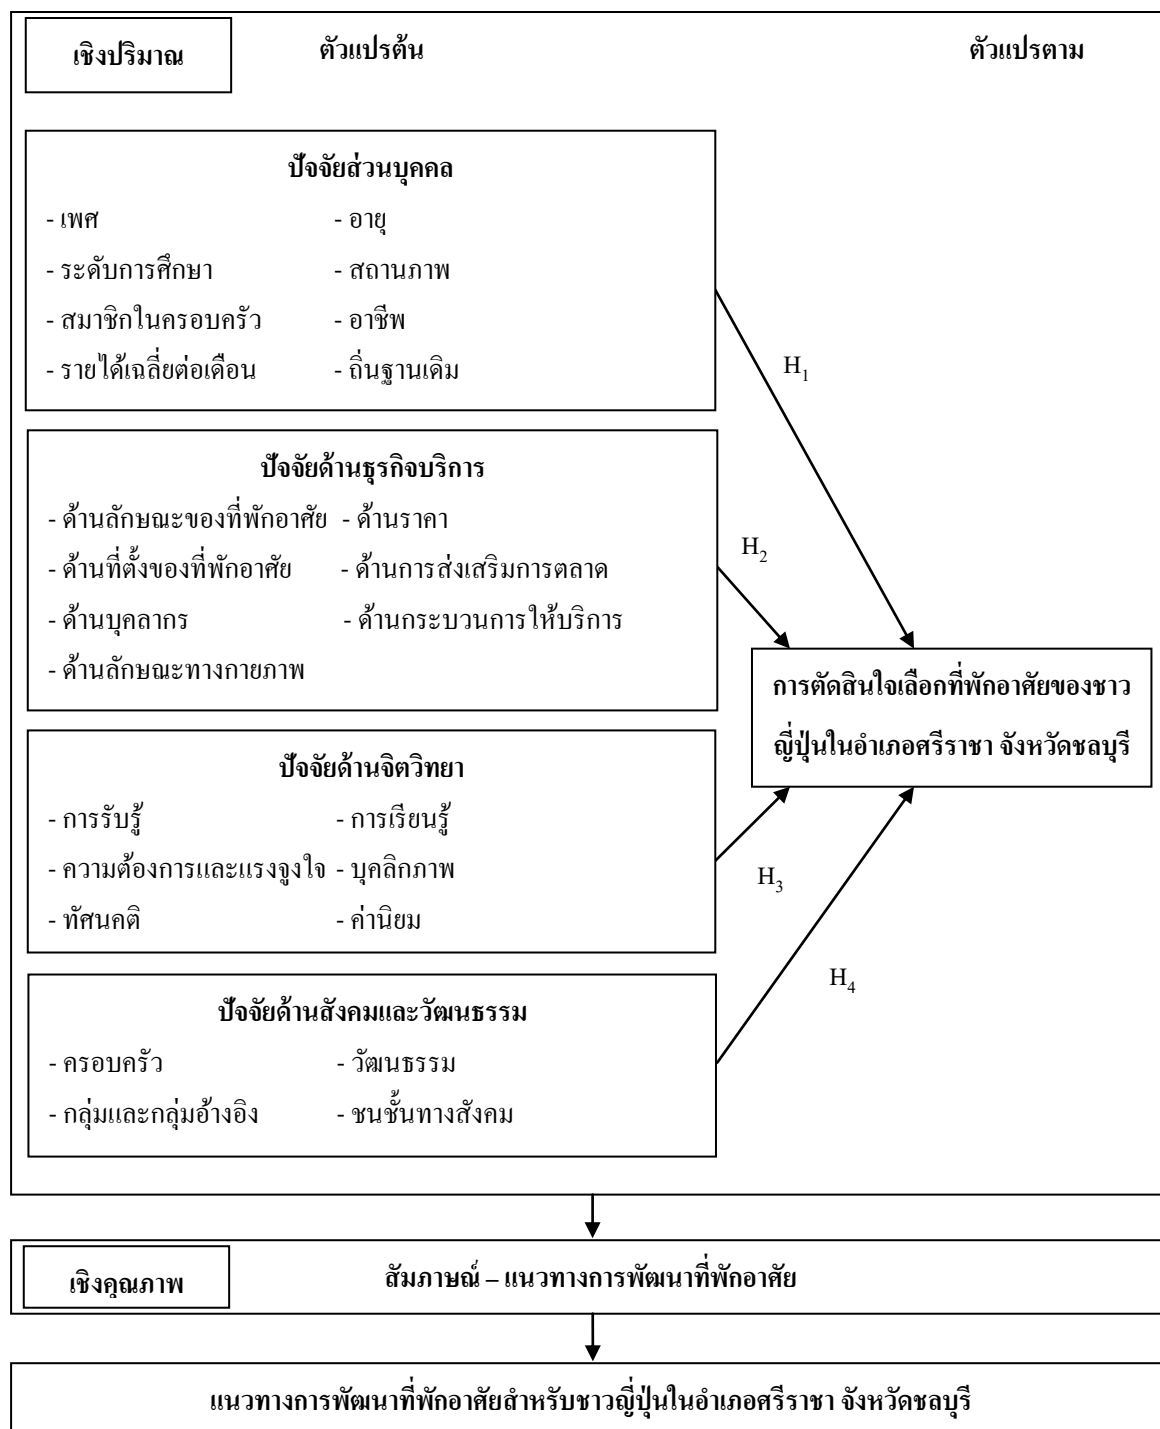 เชิงปริมาณ ตัวแปรต้น ตัวแปรตาม
ปัจจัยส่วนบุคคล
- เพศ - อายุ
- ระดับการศึกษา - สถานภาพ
- สมาชิกในครอบครัว - อาชีพ
- รายได้เฉลี่ยต่อเดือน - ถิ่นฐานเดิม
H1
ปัจจัยด้านธุรกิจบริการ
- ด้านลักษณะของที่พักอาศัย - ด้านราคา
- ด้านที่ตั้งของที่พักอาศัย - ด้านการส่งเสริมการตลาด
- ด้านบุคลากร - ด้านกระบวนการให้บริการ
- ด้านลักษณะทางกายภาพ
H2
การตัดสินใจเลือกที่พักอาศัยของชาว
ญี่ปุ่นในอำเภอศรีราชา จังหวัดชลบุรี
ปัจจัยด้านจิตวิทยา
- การรับรู้ - การเรียนรู้
- ความต้องการและแรงจูงใจ - บุคลิกภาพ
- ทัศนคติ - ค่านิยม
H3
ปัจจัยด้านสังคมและวัฒนธรรม
- ครอบครัว - วัฒนธรรม
- กลุ่มและกลุ่มอ้างอิง - ชนชั้นทางสังคม
H4
เชิงคุณภาพ สัมภาษณ์ – แนวทางการพัฒนาที่พักอาศัย
แนวทางการพัฒนาที่พักอาศัยสำหรับชาวญี่ปุ่นในอำเภอศรีราชา จังหวัดชลบุรี